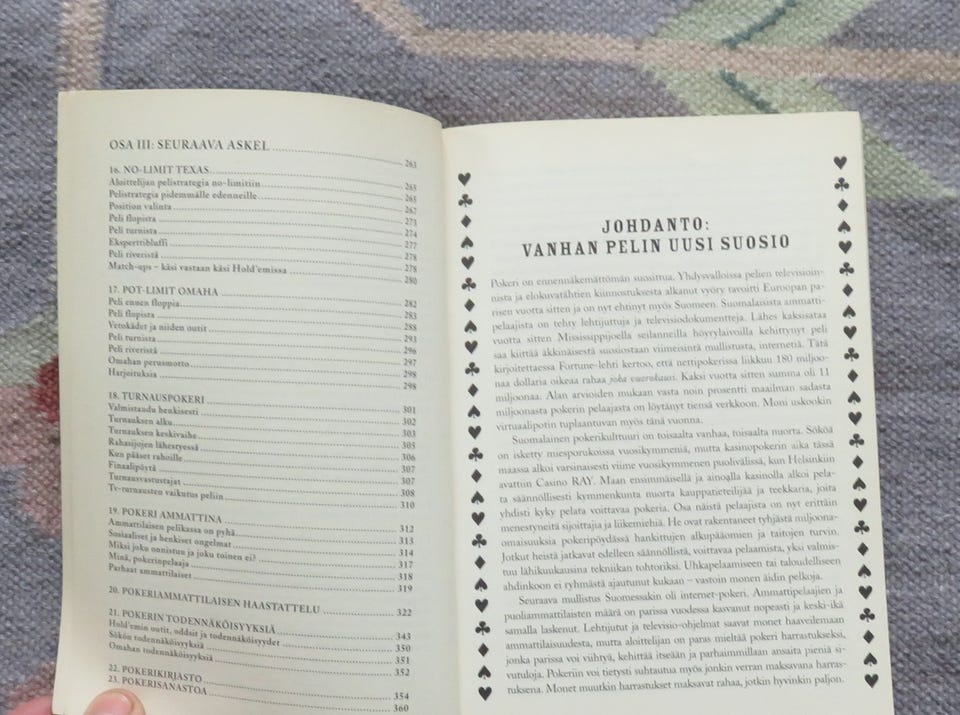 OSA III: SEURAAVA ASKEL 263
16. NO-LIMIT TEXAS 265
Aloittelijan pelistrategia no-limitiin 265
Pelistrategia pidemmälle edenneille 267
Position valinta 273
Peli flopista 274
Peli turnista 277
Eksperttibluffi 278
Peli riveristä 278
Match-ups – käsi vastaan käsi Hold'emissa 280
17. POT-LIMIT OMAHA 282
Peli ennen floppia 283
Peli flopista 288
Vetokädet ja niiden outit 293
Peli turnista 296
Peli riveristä 297
Omahan perusmotto 298
Harjoituksia 298
18. TURNAUSPOKERI 301
Valmistaudu henkisesti 302
Turnauksen alku 303
Turnauksen keskivaihe 305
Rahasijojen lähestyessä 306
Kun pääset rahoille 307
Finaalipöytä 307
Turnausvastustajat 308
Tv-turnausten vaikutus peliin 310
19. POKERI AMMATTINA 312
Ammattilaisen pelikassa on pyhä 313
Sosiaaliset ja henkiset ongelmat 314
Miksi joku onnistuu ja joku toinen ei? 317
Minä, pokerinpelaaja 318
Parhaat ammattilaiset 319
20. POKERIAMMATTILAISEN HAASTATTELU 322
21. POKERIN TODENNÄKÖISYYKSIÄ 343
Hold'emin outit, oddsit ja todennäköisyydet 350
Sökön todennäköisyyksiä 351
Omahan todennäköisyyksiä 352
22. POKERIKIRJASTO 354
23. POKERISANASTOA 360
JOHDANTO:
VANHAN PELIN UUSI SUOSIO
Pokeri on ennennäkemättömän suosittua. Yhdysvalloissa pelien televisioin-
nista ja elokuvatähtien kiinnostuksesta alkanut vyöry tavoitti Euroopan pa-
risen vuotta sitten ja on nyt ehtinyt myös Suomeen. Suomalaisista ammatti-
pelaajista on tehty lehtijuttuja ja televisiodokumentteja. Lähes kaksisataa
vuotta sitten Mississippijoella seilanneilla höyrylaivoilla kehittynyt peli
saa kiittää äkkinäisestä suosiostaan viimeisintä mullistusta, internetiä. Tätä
kirjoitettaessa Fortune-lehti kertoo, että nettipokerissa liikkuu 180 miljoo-
naa dollaria oikeaa rahaa joka vuorokausi. Kaksi vuotta sitten summa oli 11
miljoonaa. Alan arvioiden mukaan vasta noin prosentti maailman sadasta
miljoonasta pokerin pelaajasta on löytänyt tiensä verkkoon. Moni uskookin
virtuaalipotin tuplaantuvan myös tänä vuonna.
Suomalainen pokerikulttuuri on toisaalta vanhaa, toisaalta nuorta. Sököä
on isketty miesporukoissa vuosikymmeniä, mutta kasinopokerin aika tässä
maassa alkoi varsinaisesti viime vuosikymmenen puolivälissä, kun Helsinkiin
avattiin Casino RAY. Maan ensimmäisellä ja ainoalla kasinolla alkoi pela-
ta säännöllisesti kymmenkunta nuorta kauppatieteilijää ja teekkaria, joita
yhdisti kyky pelata voittavaa pokeria. Osa näistä pelaajista on nyt erittäin
menestyneitä sijoittajia ja liikemiehiä. He ovat rakentaneet tyhjästä miljoona-
omaisuuksia pokeripöydässä hankittujen alkupääomien ja taitojen turvin.
Jotkut heistä jatkavat edelleen säännöllistä, voittavaa pelaamista, yksi valmis-
tuu lähikuukausina tekniikan tohtoriksi. Uhkapelaamiseen tai taloudelliseen
ahdinkoon ei ryhmästä ajautunut kukaan – vastoin monen äidin pelkoja.
Seuraava mullistus Suomessakin oli internet-pokeri. Ammattipelaajien ja
puoliammattilaisten määrä on parissa vuodessa kasvanut nopeasti ja keski-ikä
samalla laskenut. Lehtijutut ja televisio-ohjelmat saavat monet haaveilemaan
ammattilaisuudesta, mutta aloittelijan on paras mieltää pokeri harrastukseksi,
jonka parissa voi viihtyä, kehittää itseään ja parhaimmillaan ansaita pieniä si-
vutuloja. Pokeriin voi tietysti suhtautua myös jonkin verran maksavana harras-
tuksena. Monet muutkin harrastukset maksavat rahaa, jotkin hyvinkin paljon.